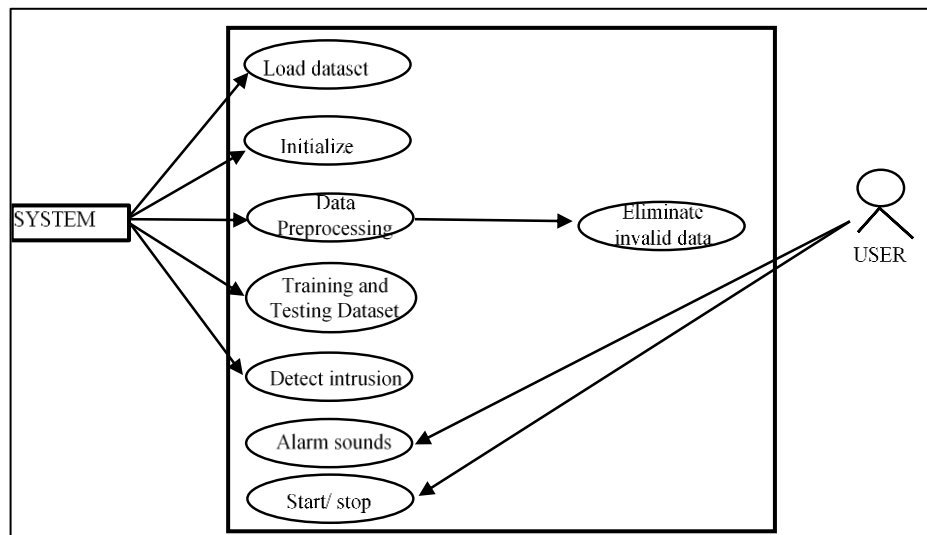 Load dataset
Initialize
SYSTEM
Data
Preprocessing
Eliminate
invalid data
USER
Training and
Testing Dataset
Detect intrusion
Alarm sounds
Start/ stop